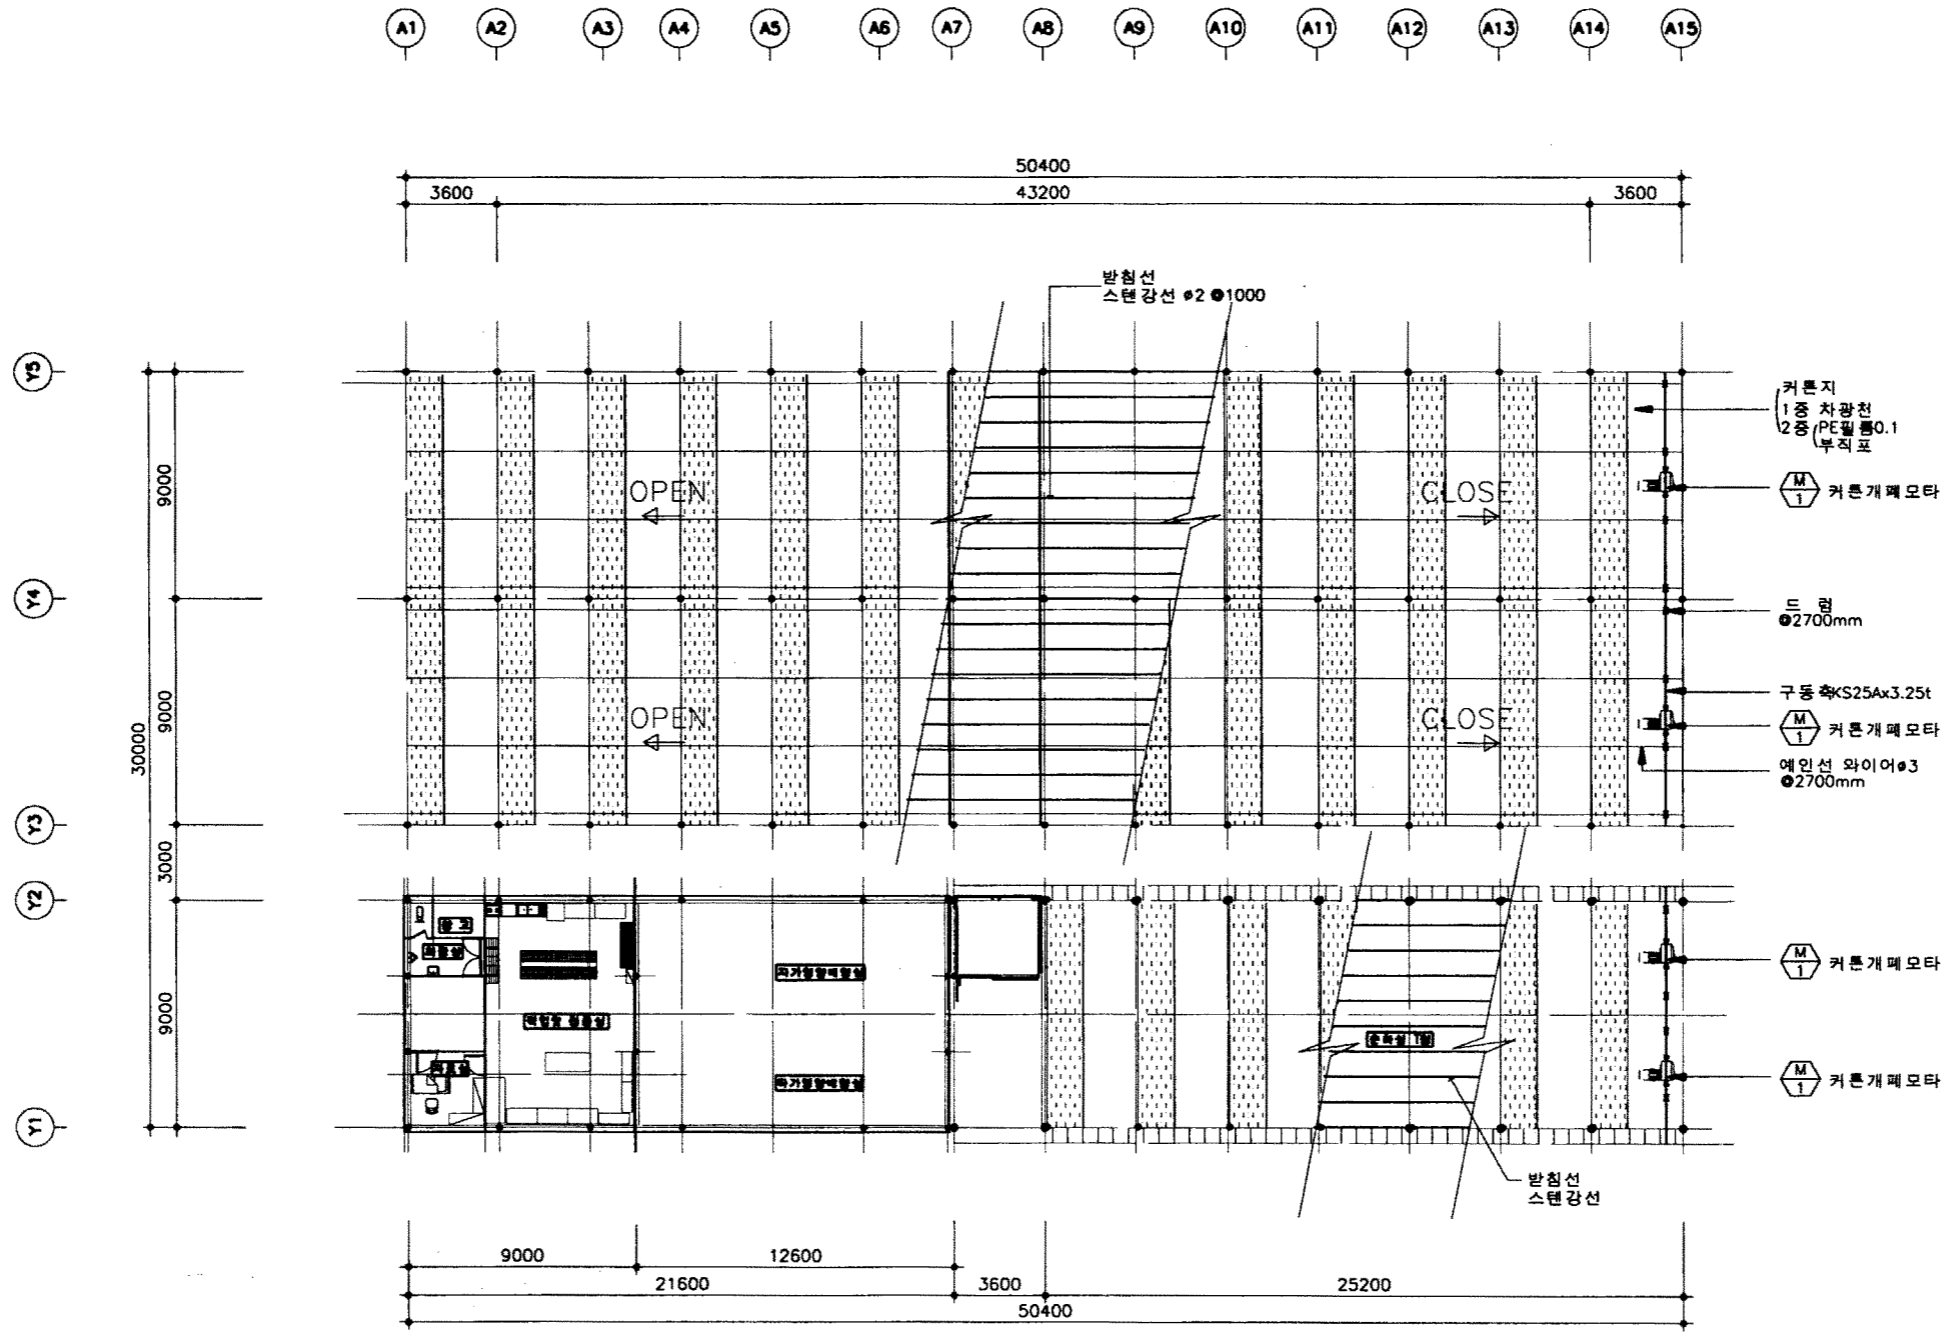 A1 A2 A3 A4 A5 A6 A7 A8 A9 A10 A11 A12 A13 A14 A15
50400
3600 43200 3600
받침선
스텐강선 ø2 @1000
Y5
커튼지
1중 차광천
2중 (PE필름0.1
부직포
9000
OPEN CLOSE
M
1
커튼개폐모타
Y4
드 럼
@2700mm
9000
30000
구동축KS25Ax3.25t
OPEN CLOSE
M
1
커튼개폐모타
예인선 와이어ø3
@2700mm
Y3
3000
Y2
창고
M
1
커튼개폐모타
9000
M
1
커튼개폐모타
Y1
받침선
스텐강선
9000 12600
21600 3600 25200
50400